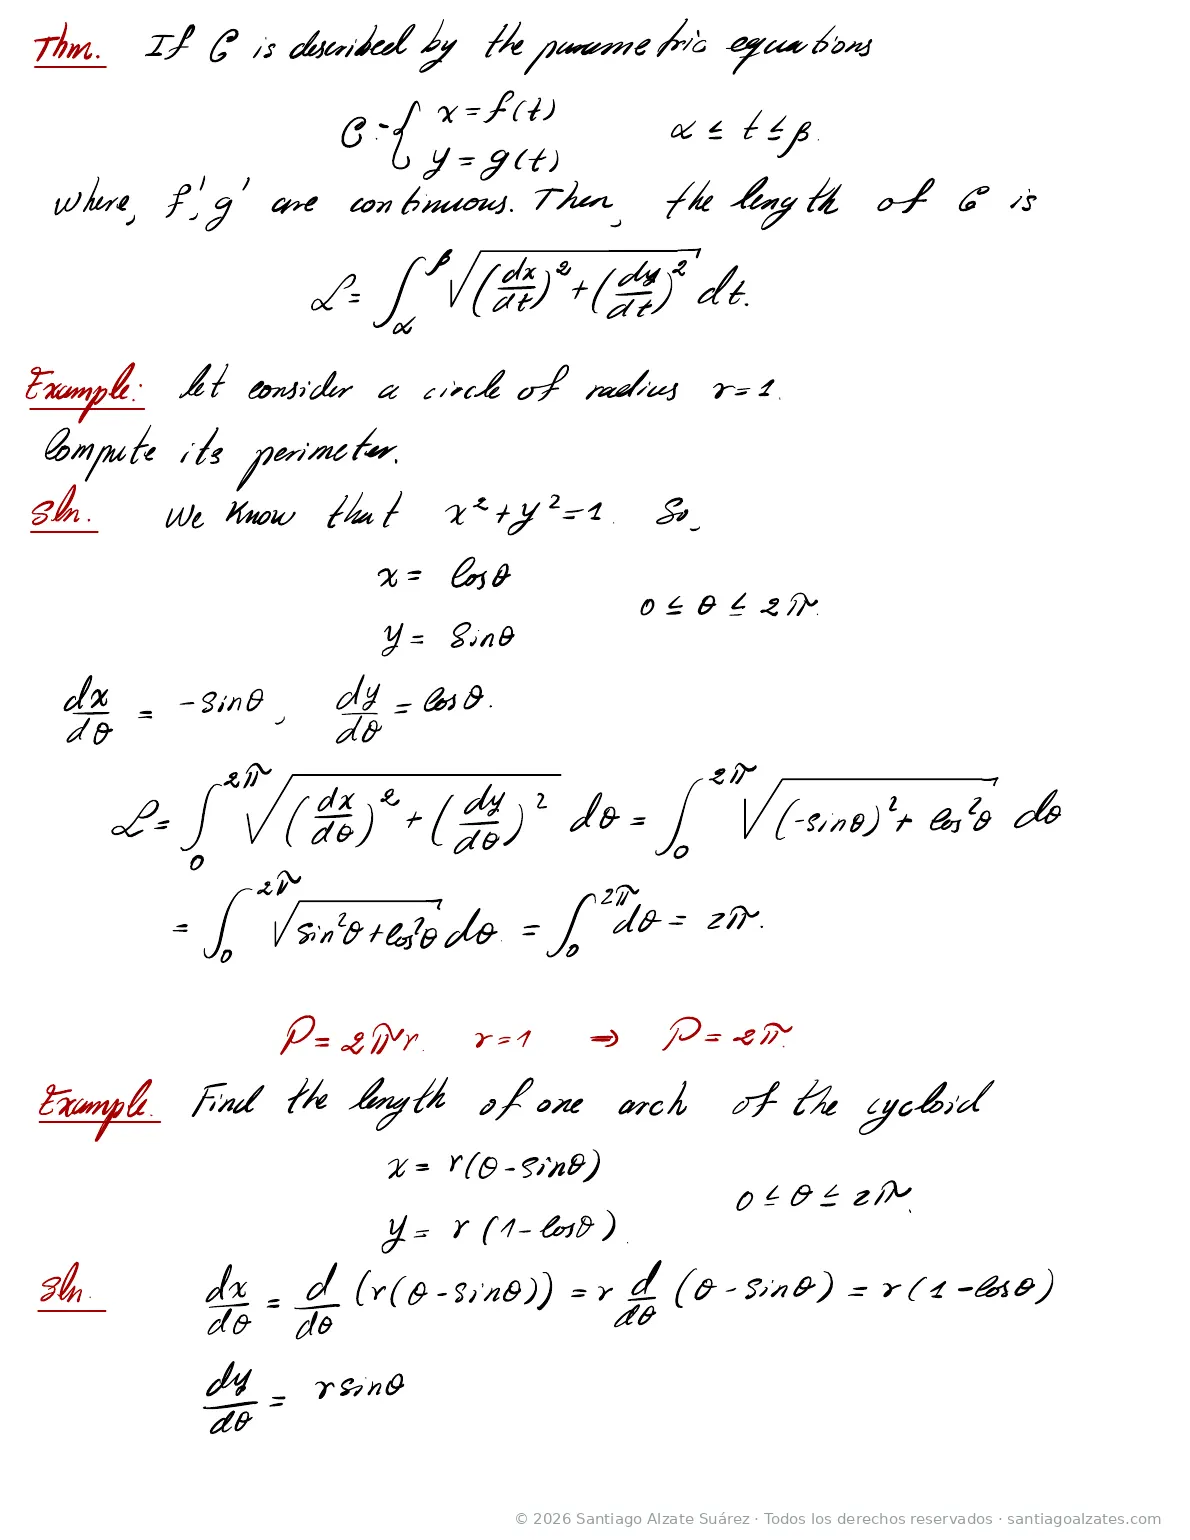 Thm. If C is described by the parametric equations
C:{ x=f(t)
y=g(t)
α ≤ t ≤ β.
where, f', g' are continuous. Then, the length of C is
L= ∫_α^β √((dx/dt)² + (dy/dt)²) dt.
Example: let consider a circle of radius r=1.
Compute its perimeter.
Sln. We know that x²+y²=1. So,
x= cosθ
0 ≤ θ ≤ 2π.
y= sinθ
dx/dθ = -sinθ, dy/dθ = cosθ.
L= ∫_0^{2π} √((dx/dθ)² + (dy/dθ)²) dθ = ∫_0^{2π} √((-sinθ)² + cos²θ) dθ
= ∫_0^{2π} √(sin²θ+cos²θ) dθ. = ∫_0^{2π} dθ = 2π.
P=2πr. r=1 ⇒ P=2π.
Example. Find the length of one arch of the cycloid
x= r(θ-sinθ)
0 ≤ θ ≤ 2π.
y= r(1-cosθ).
Sln. dx/dθ = d/dθ (r(θ-sinθ)) = r d/dθ (θ-sinθ) = r(1-cosθ)
dy/dθ = rsinθ
© 2026 Santiago Alzate Suárez · Todos los derechos reservados · santiagoalzates.com